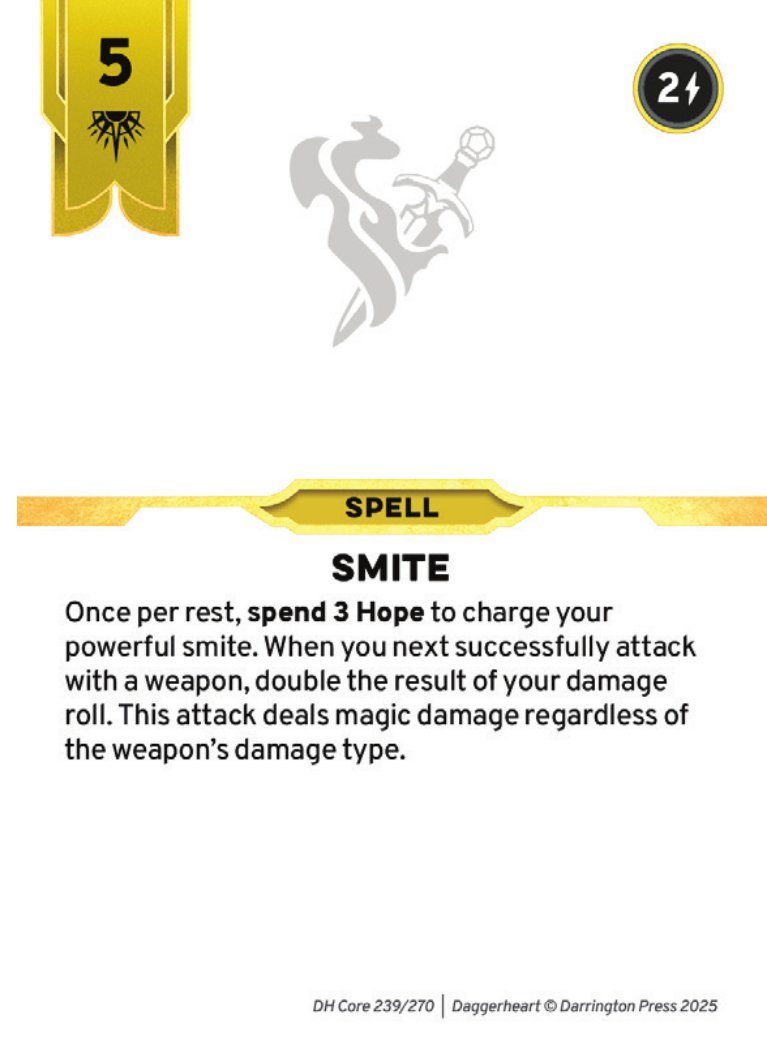 5
2
SPELL
SMITE
Once per rest, spend 3 Hope to charge your
powerful smite. When you next successfully attack
with a weapon, double the result of your damage
roll. This attack deals magic damage regardless of
the weapon’s damage type.
DH Core 239/270 | Daggerheart © Darrington Press 2025